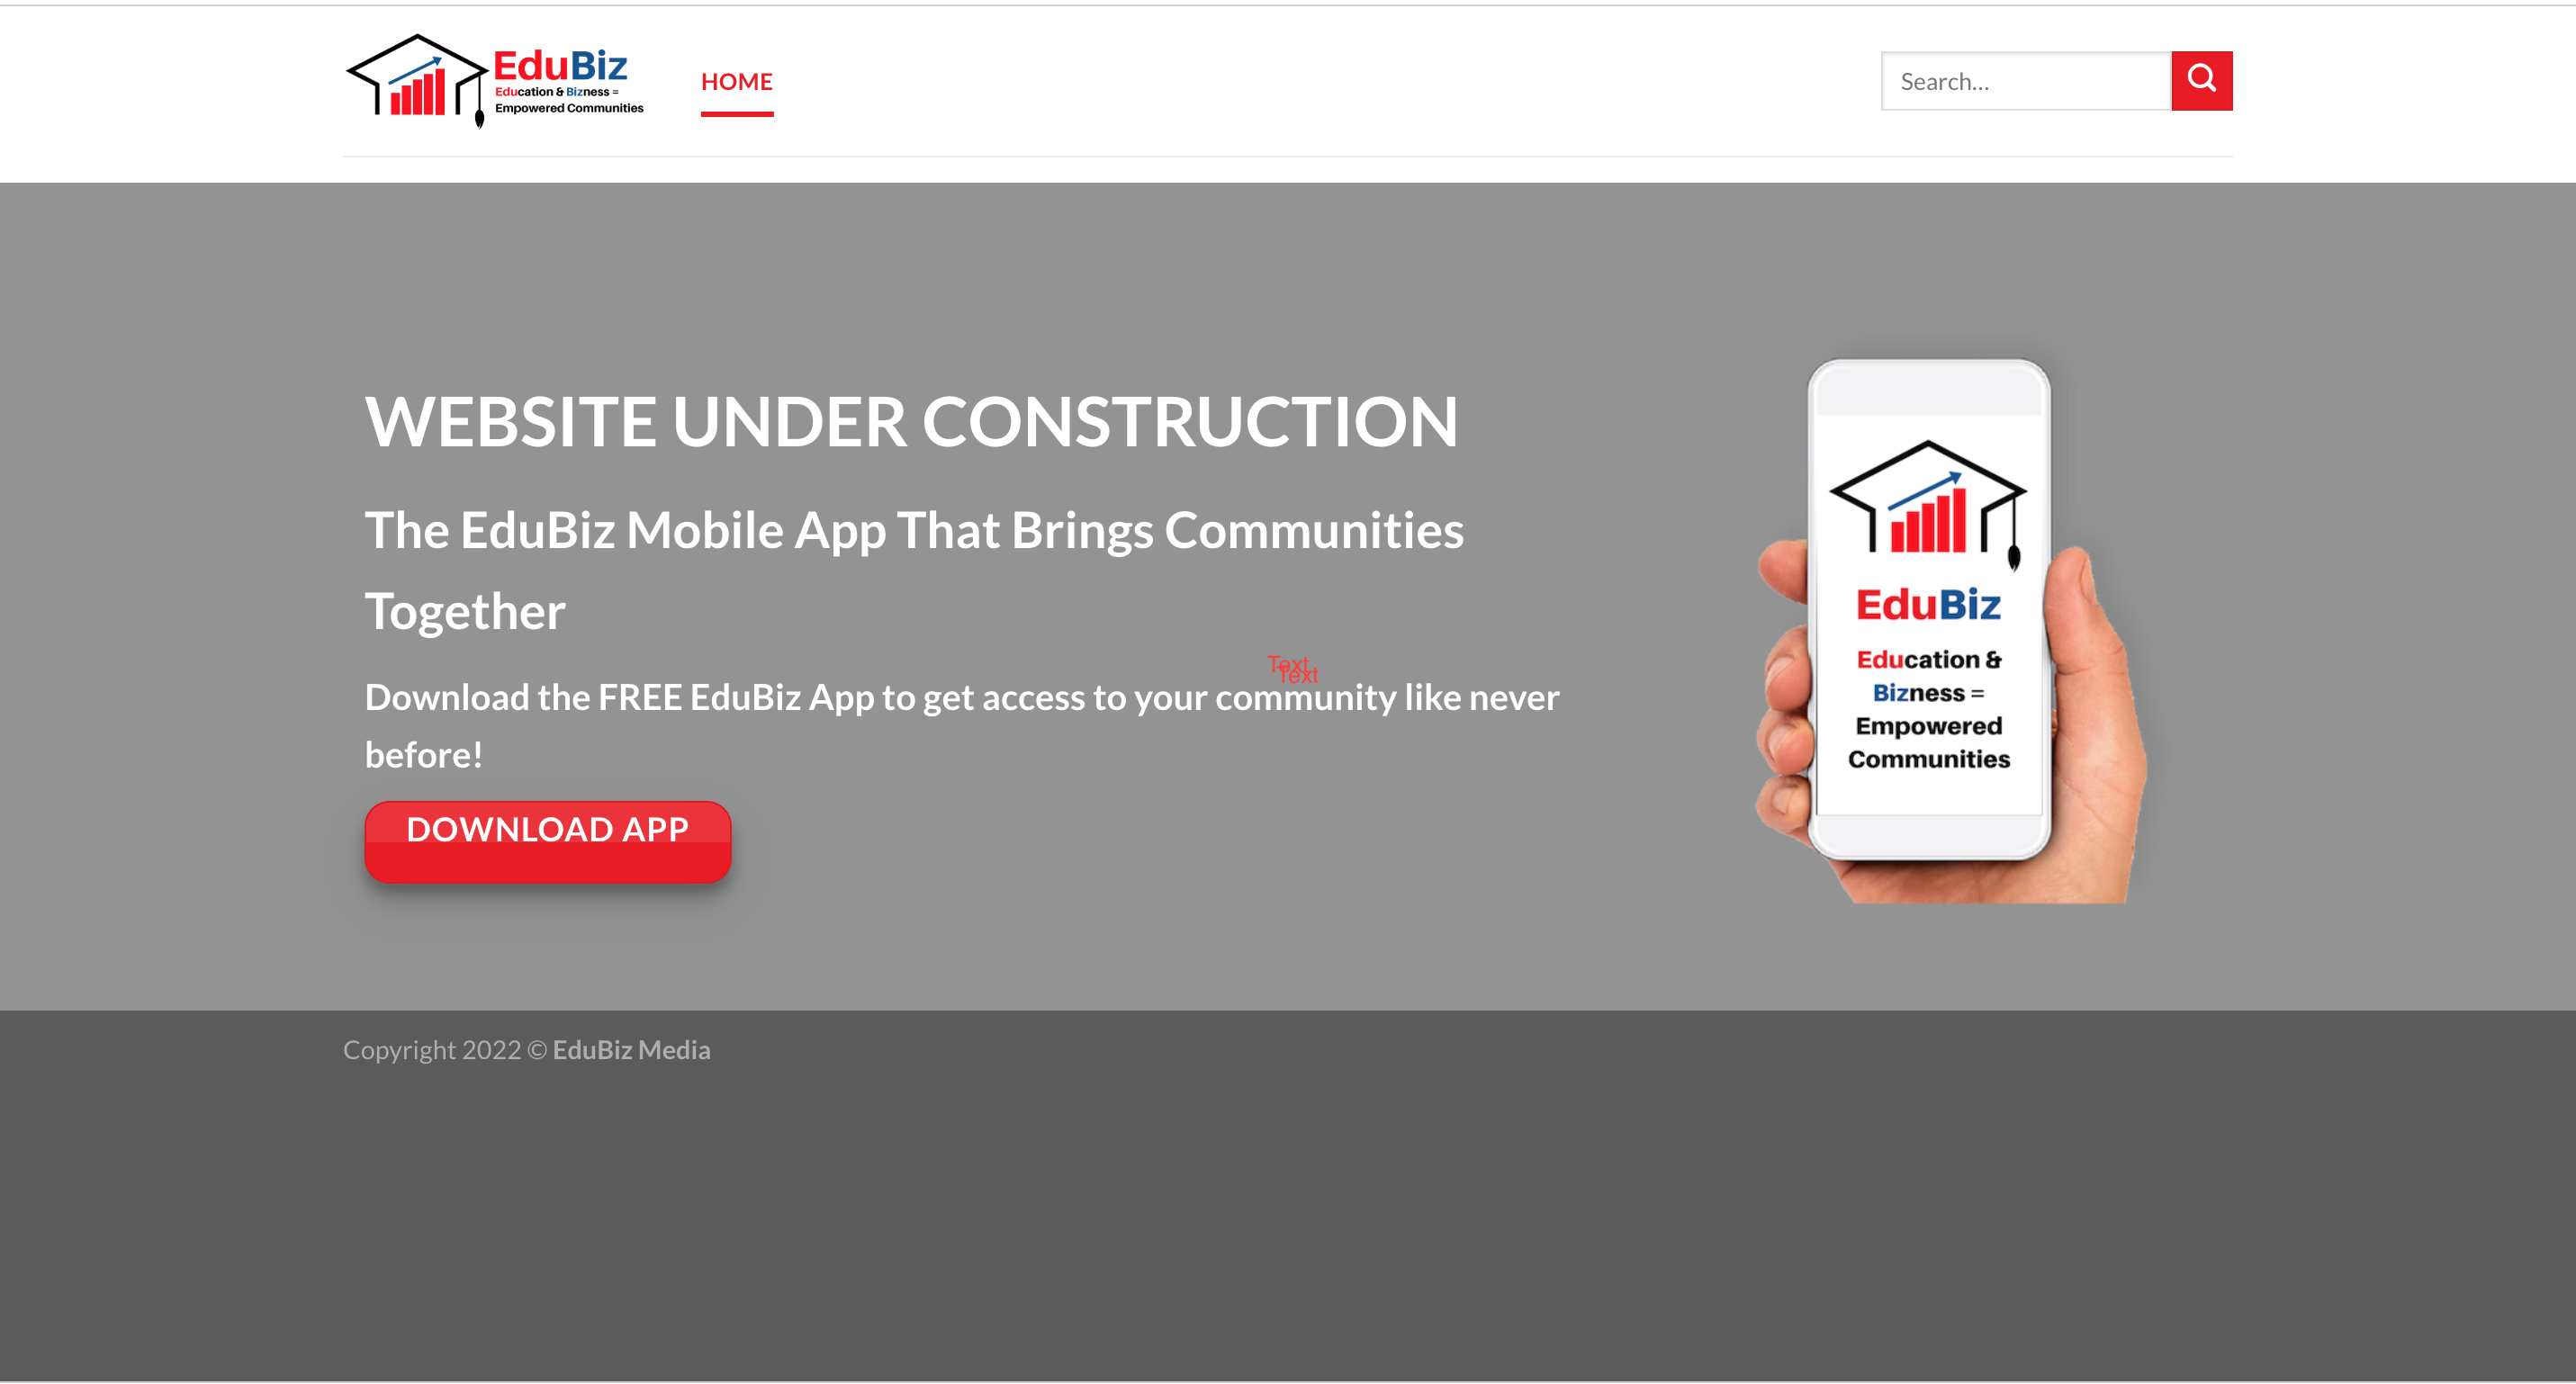 EduBiz
Education & Bizness =
Empowered Communities
HOME
Search...
WEBSITE UNDER CONSTRUCTION
The EduBiz Mobile App That Brings Communities
Together
Text
Text
Download the FREE EduBiz App to get access to your community like never
before!
DOWNLOAD APP
EduBiz
Education &
Bizness =
Empowered
Communities
Copyright 2022 © EduBiz Media